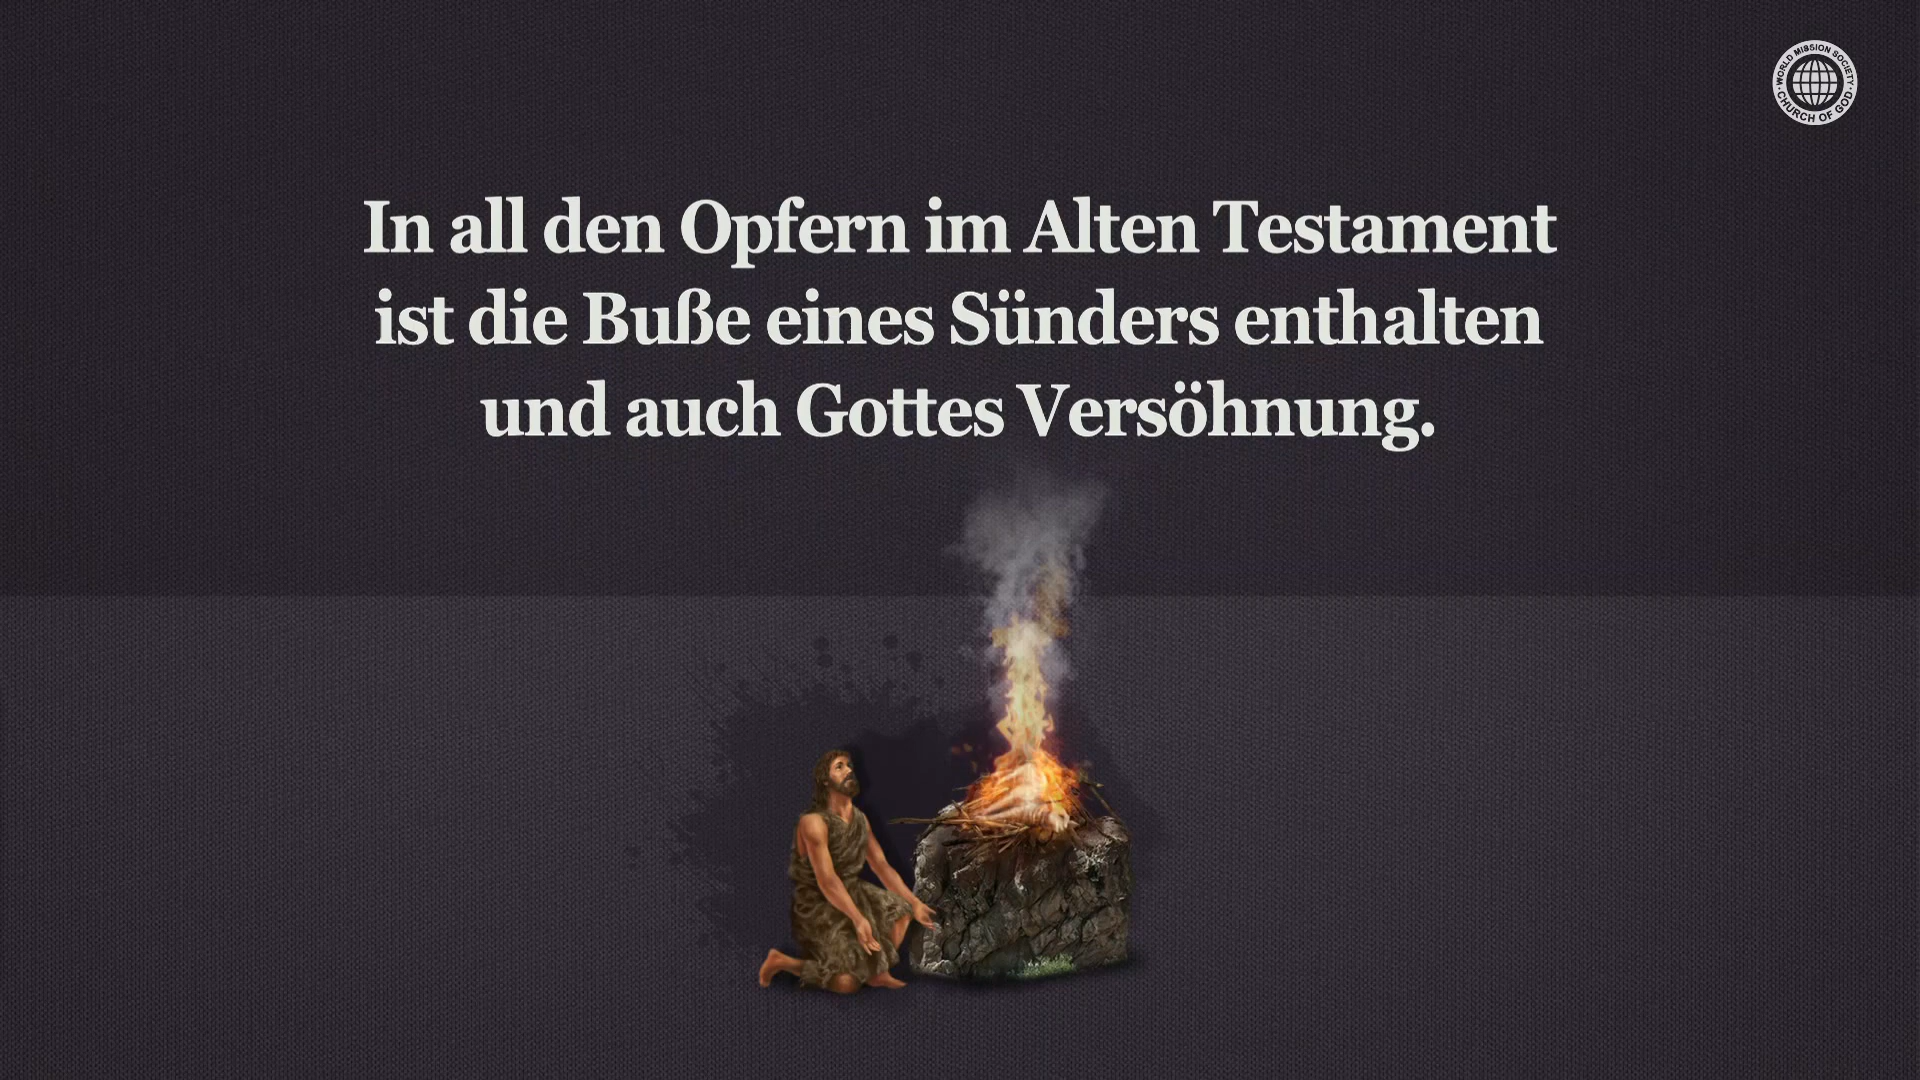 WORLD MISSION SOCIETY
CHURCH OF GOD
In all den Opfern im Alten Testament
ist die Buße eines Sünders enthalten
und auch Gottes Versöhnung.